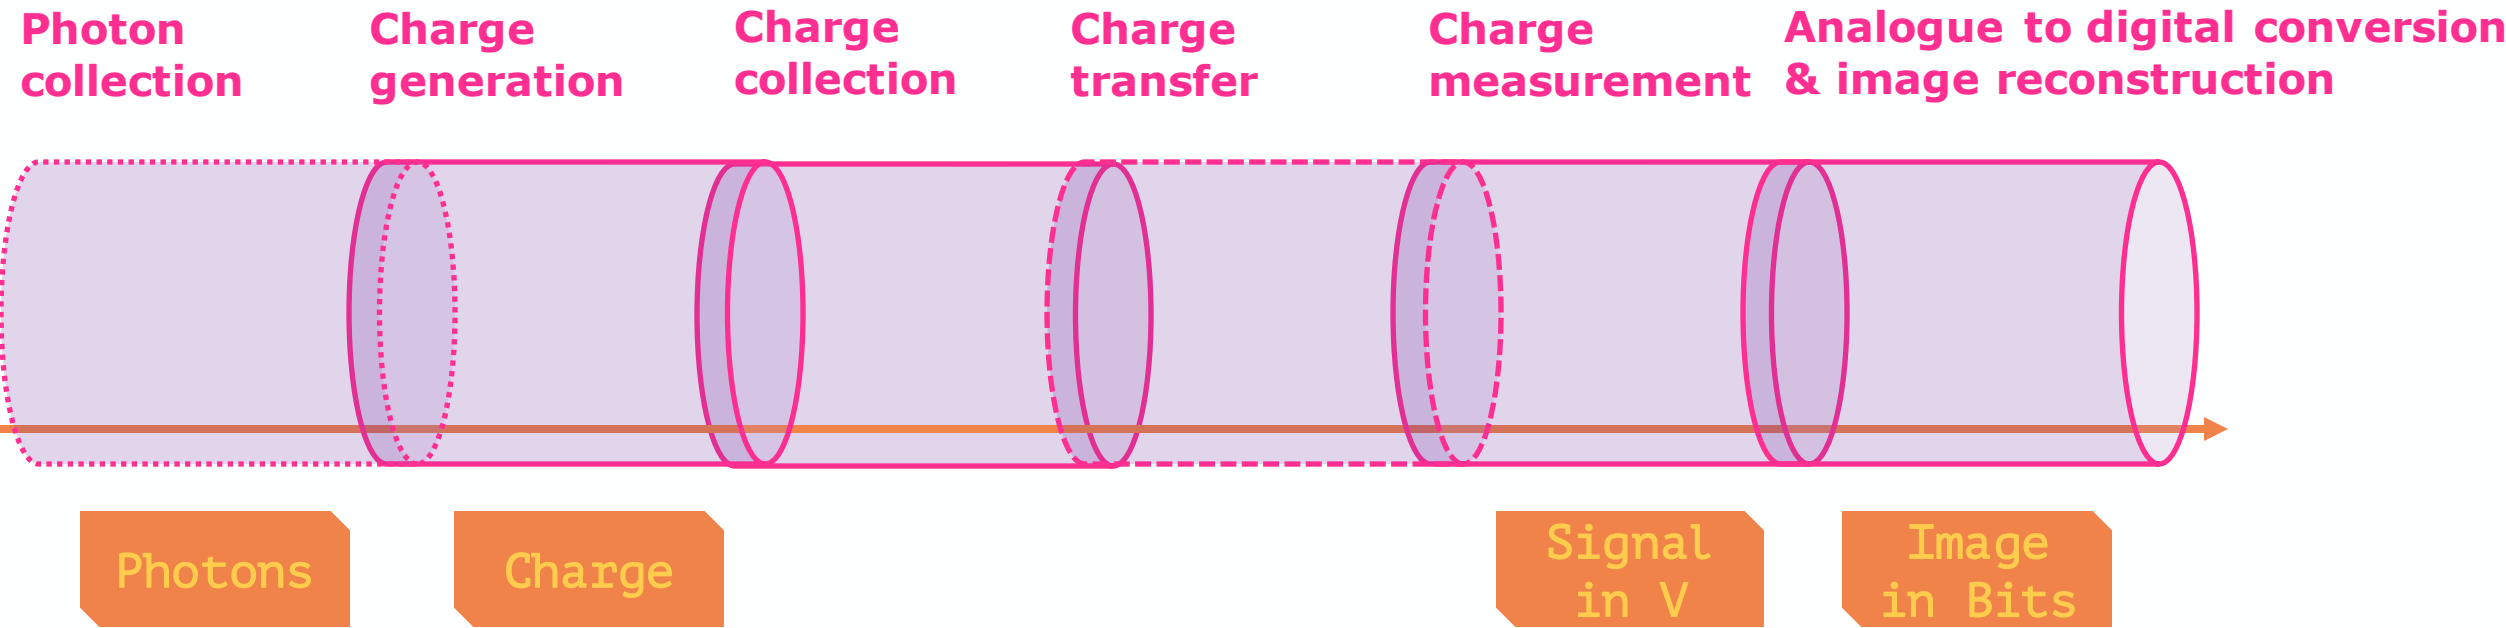 Photon
collection
Charge
generation
Charge
collection
Charge
transfer
Charge
measurement
Analogue to digital conversion
& image reconstruction
Photons
Charge
Signal
in V
Image
in Bits